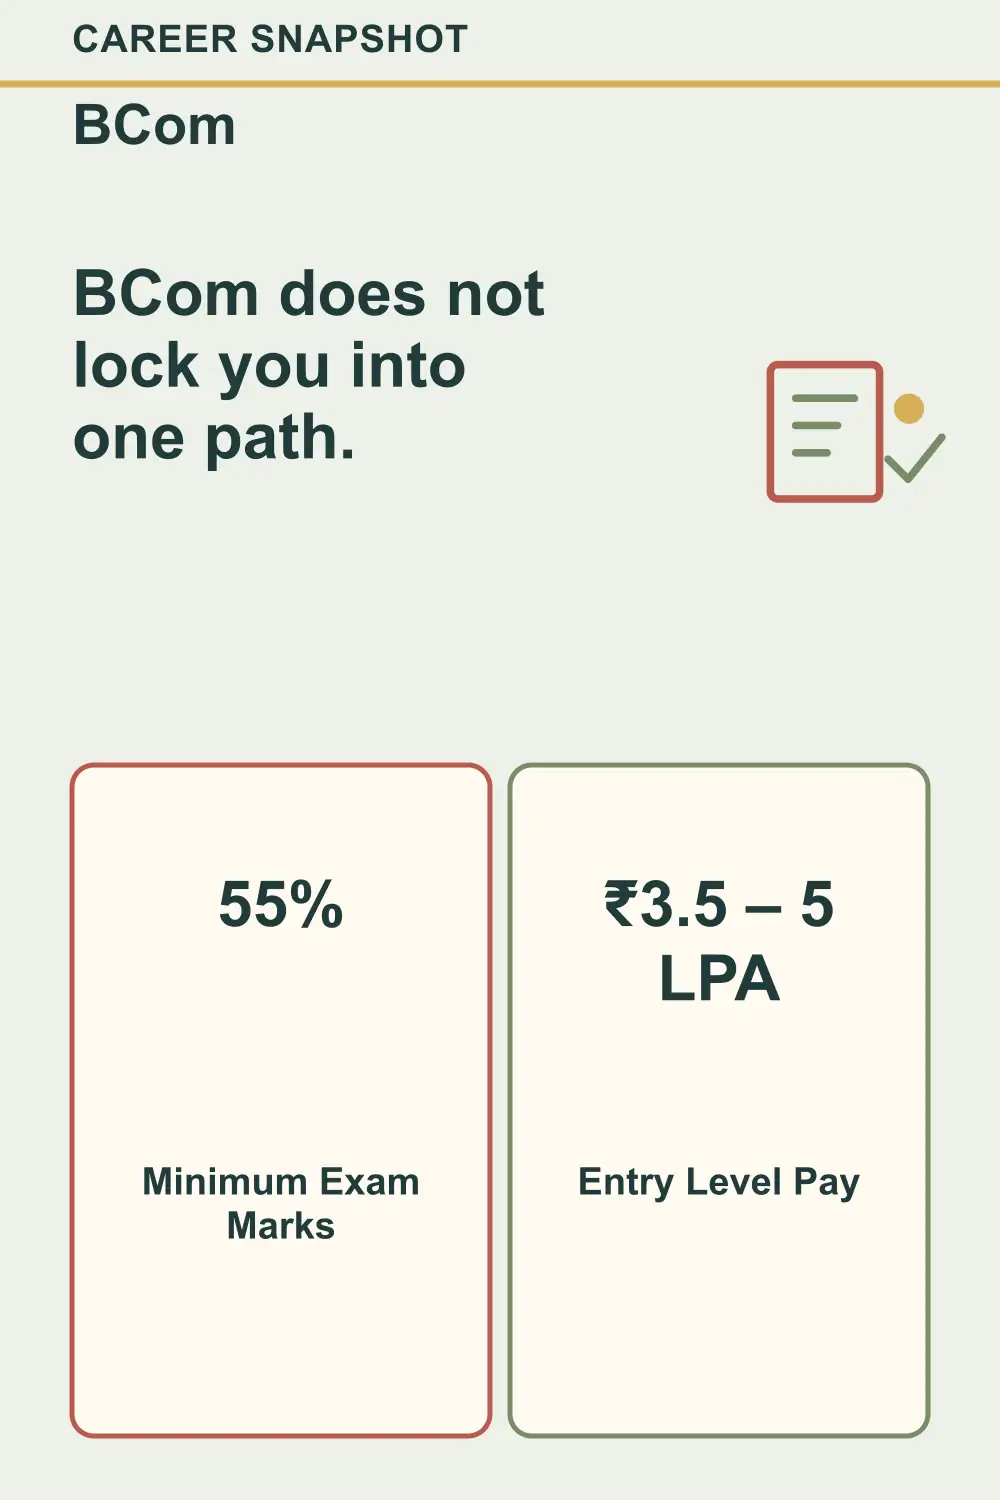 CAREER SNAPSHOT
BCom
BCom does not
lock you into
one path.
55%
Minimum Exam
Marks
₹3.5 – 5
LPA
Entry Level Pay